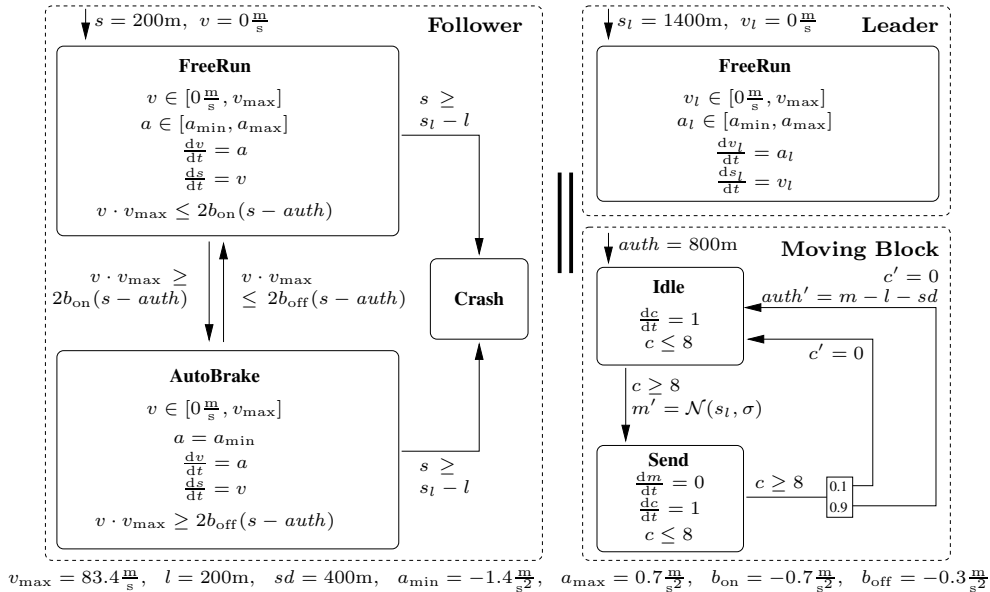 s = 200m, v = 0 m/s
Follower
FreeRun
v ∈ [0 m/s, v_max]
a ∈ [a_min, a_max]
dv/dt = a
ds/dt = v
v · v_max ≤ 2b_on(s − auth)
s ≥
s_l − l
v · v_max ≥
2b_on(s − auth)
v · v_max
≤ 2b_off(s − auth)
Crash
AutoBrake
v ∈ [0 m/s, v_max]
a = a_min
dv/dt = a
ds/dt = v
v · v_max ≥ 2b_off(s − auth)
s ≥
s_l − l
s_l = 1400m, v_l = 0 m/s
Leader
FreeRun
v_l ∈ [0 m/s, v_max]
a_l ∈ [a_min, a_max]
dv_l/dt = a_l
ds_l/dt = v_l
auth = 800m
Moving Block
Idle
dc/dt = 1
c ≤ 8
c′ = 0
auth′ = m − l − sd
c′ = 0
c ≥ 8
m′ = N(s_l, σ)
Send
dm/dt = 0
dc/dt = 1
c ≤ 8
c ≥ 8
0.1
0.9
v_max = 83.4 m/s, l = 200m, sd = 400m, a_min = −1.4 m/s², a_max = 0.7 m/s², b_on = −0.7 m/s², b_off = −0.3 m/s²